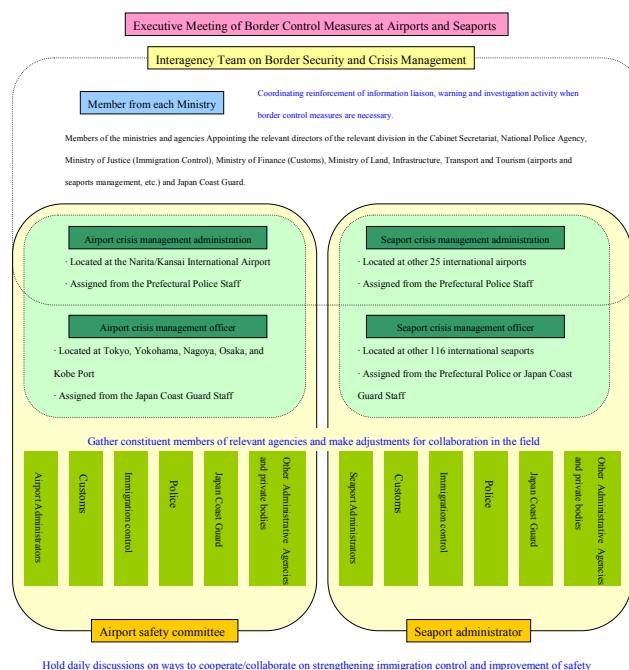 Executive Meeting of Border Control Measures at Airports and Seaports
Interagency Team on Border Security and Crisis Management
Member from each Ministry
Coordinating reinforcement of information liaison, warning and investigation activity when
border control measures are necessary.
Members of the ministries and agencies Appointing the relevant directors of the relevant division in the Cabinet Secretariat, National Police Agency,
Ministry of Justice (Immigration Control), Ministry of Finance (Customs), Ministry of Land, Infrastructure, Transport and Tourism (airports and
seaports management, etc.) and Japan Coast Guard.
Airport crisis management administration
· Located at the Narita/Kansai International Airport
· Assigned from the Prefectural Police Staff
Airport crisis management officer
· Located at Tokyo, Yokohama, Nagoya, Osaka, and
Kobe Port
· Assigned from the Japan Coast Guard Staff
Seaport crisis management administration
· Located at other 25 international airports
· Assigned from the Prefectural Police Staff
Seaport crisis management officer
· Located at other 116 international seaports
· Assigned from the Prefectural Police or Japan Coast
Guard Staff
Gather constituent members of relevant agencies and make adjustments for collaboration in the field
Airport Administrators
Customs
Immigration control
Police
Japan Coast Guard
Other Administrative Agencies
and private bodies
Seaport Administrators
Customs
Immigration control
Police
Japan Coast Guard
Other Administrative Agencies
and private bodies
Airport safety committee
Seaport administrator
Hold daily discussions on ways to cooperate/collaborate on strengthening immigration control and improvement of safety